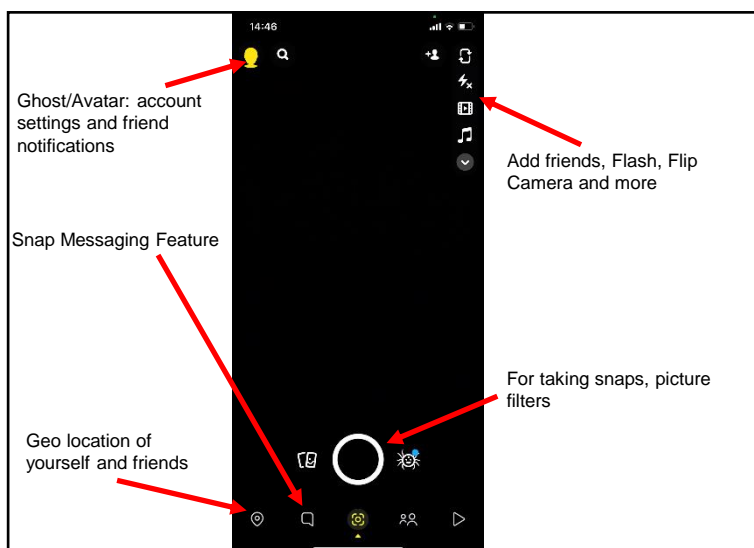 14:46
Ghost/Avatar: account
settings and friend
notifications
Add friends, Flash, Flip
Camera and more
Snap Messaging Feature
For taking snaps, picture
filters
Geo location of
yourself and friends